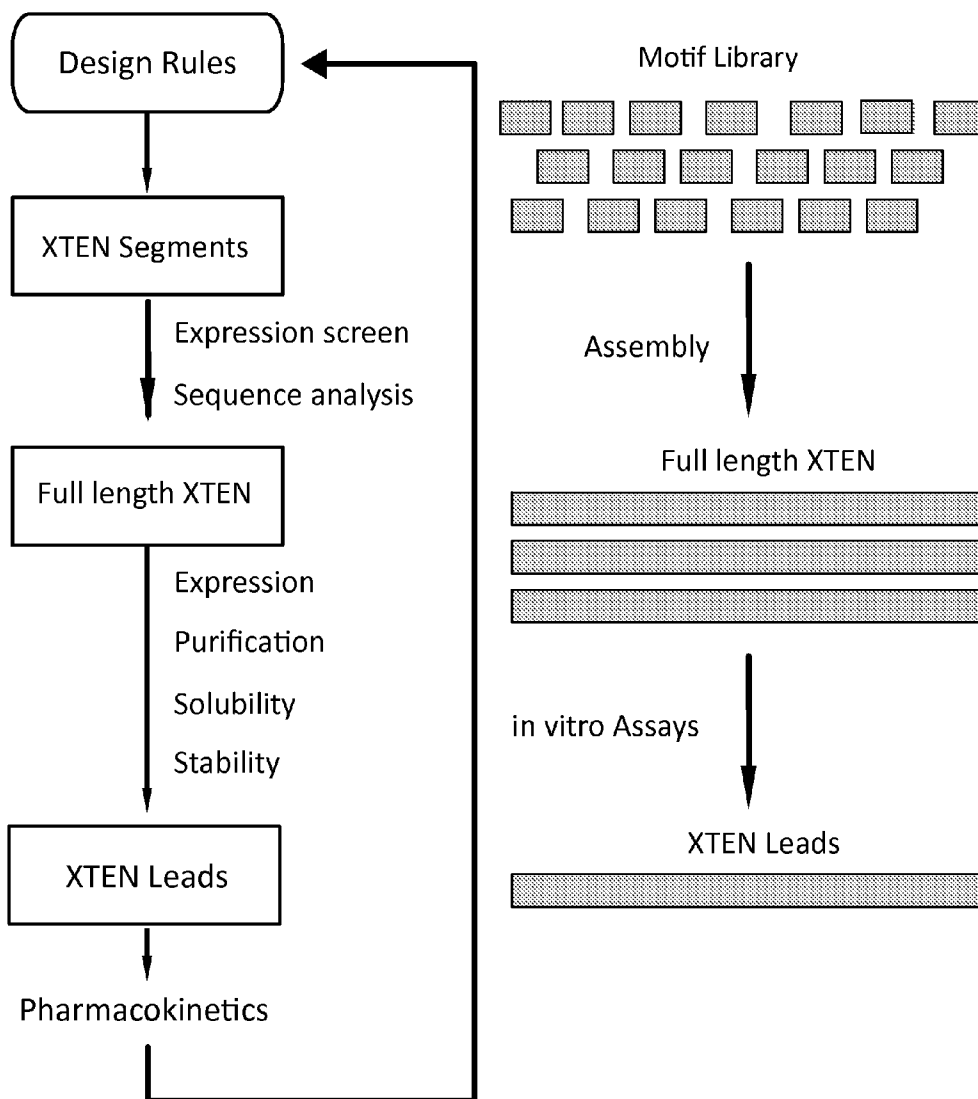 Design Rules
XTEN Segments
Expression screen
Sequence analysis
Full length XTEN
Expression
Purification
Solubility
Stability
XTEN Leads
Pharmacokinetics
Motif Library
Assembly
Full length XTEN
in vitro Assays
XTEN Leads